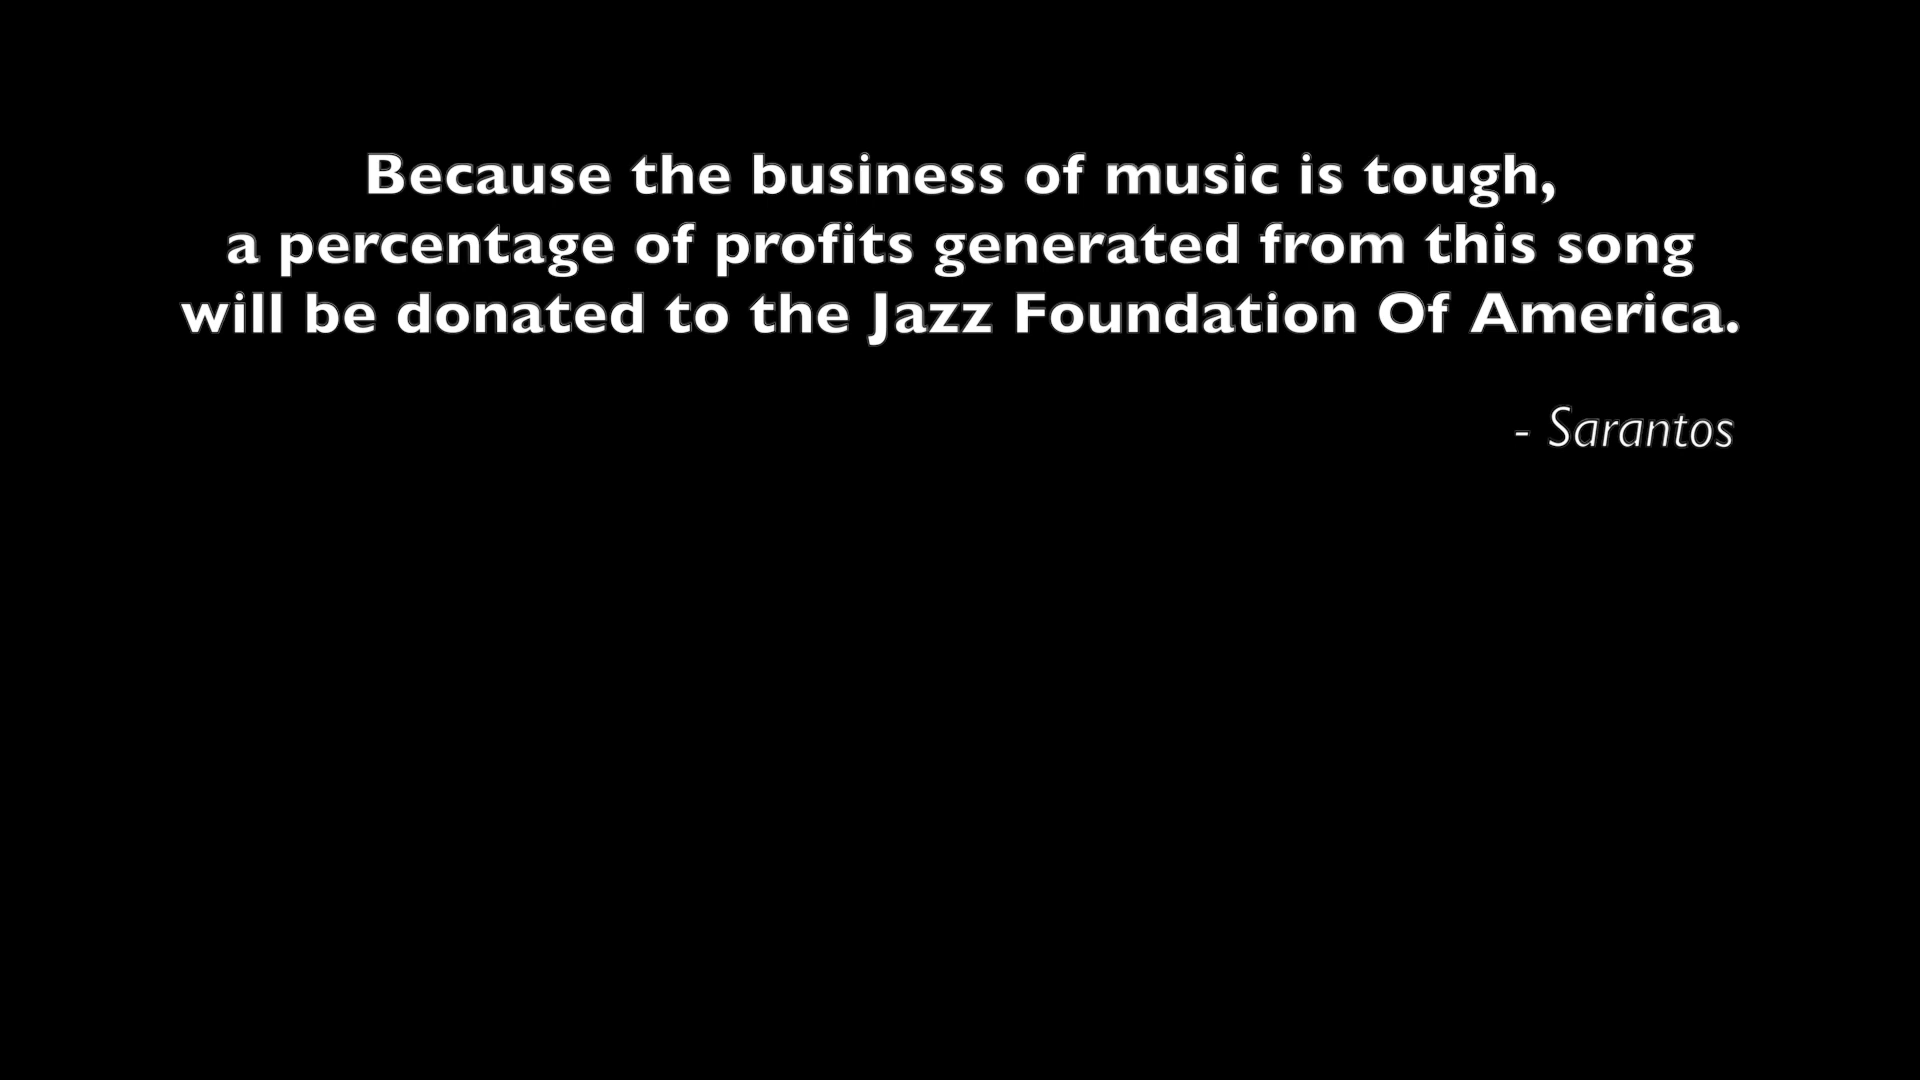 Because the business of music is tough,
a percentage of profits generated from this song
will be donated to the Jazz Foundation Of America.
- Sarantos